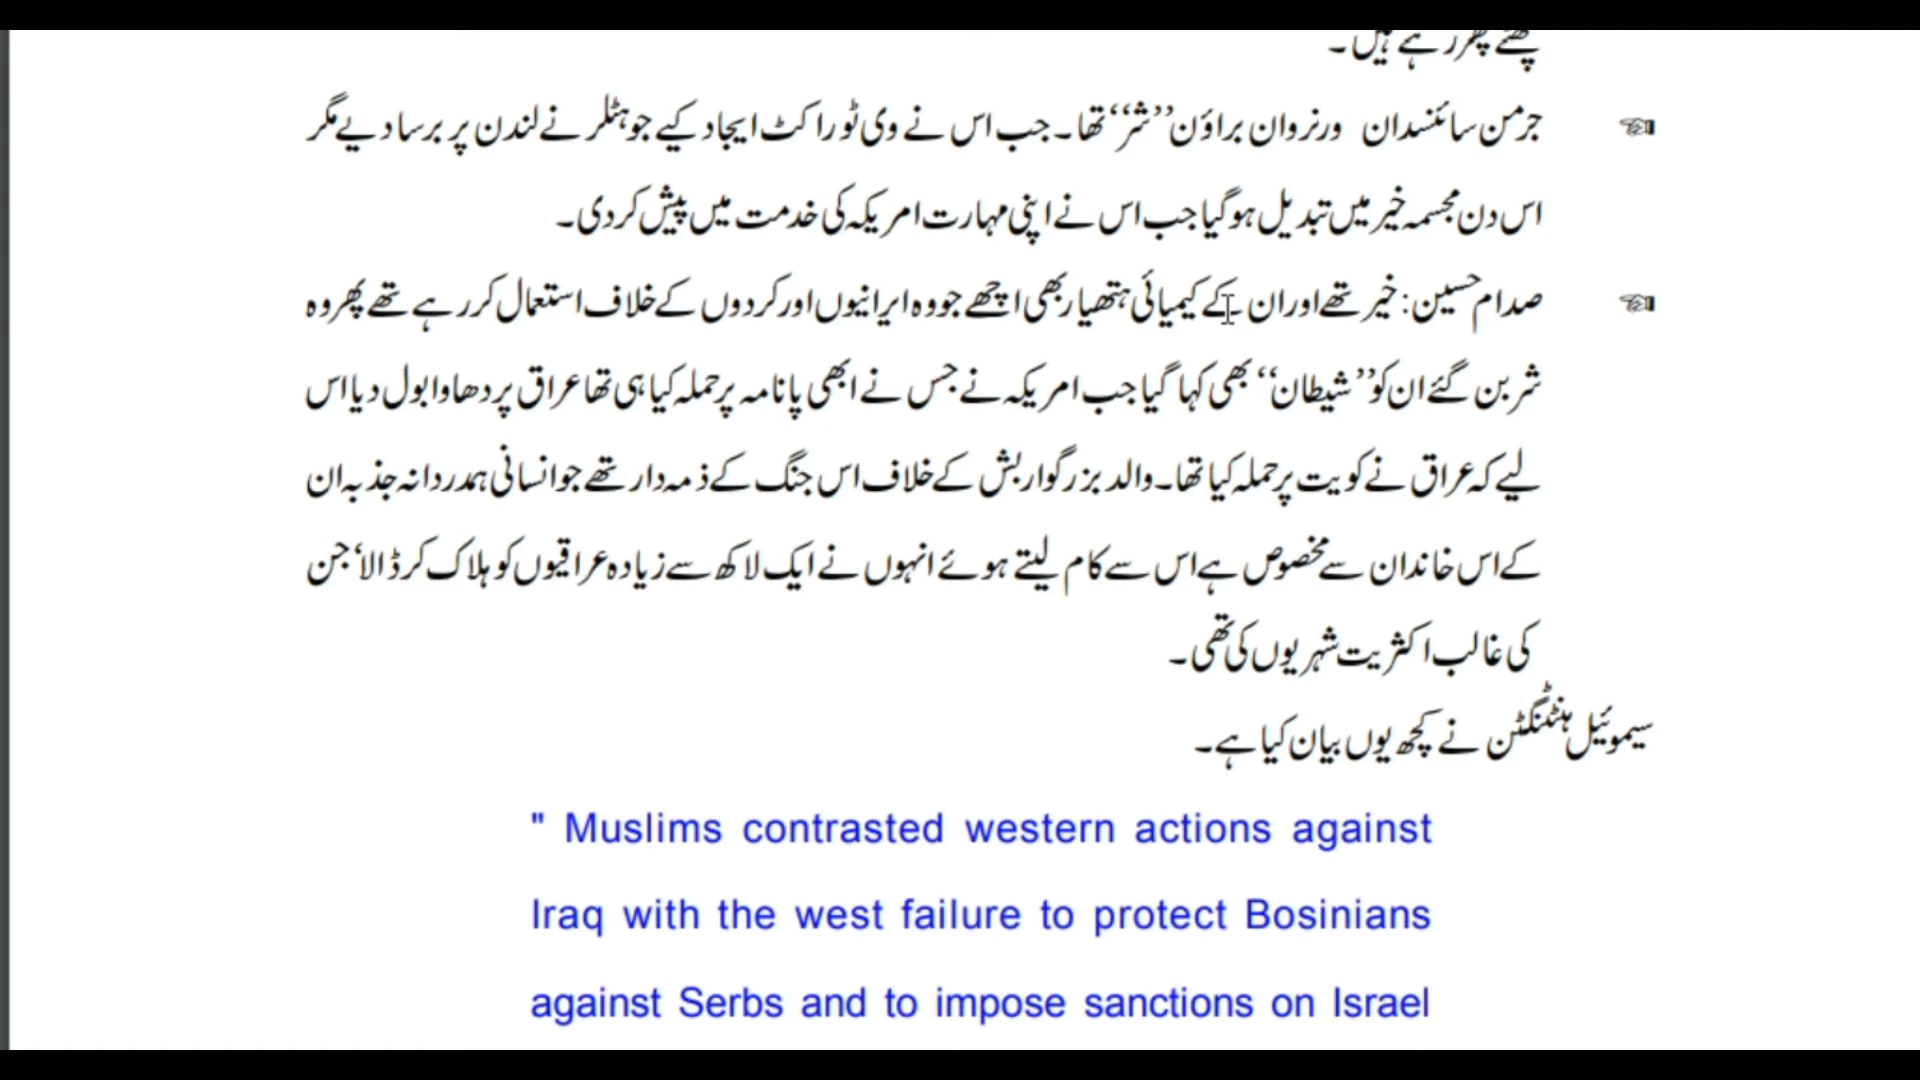 چھتے پھر رہے ہیں۔
جرمن سائنسدان ورنر وان براؤن ’’شر‘‘ تھا۔ جب اس نے وی ٹو راکٹ ایجاد کیے جو ہٹلر نے لندن پر برسا دیے مگر
اس دن مجسمہ خیر میں تبدیل ہو گیا جب اس نے اپنی مہارت امریکہ کی خدمت میں پیش کر دی۔
صدام حسین: خیر تھے اور ان کے کیمیائی ہتھیار بھی اچھے جو وہ ایرانیوں اور کردوں کے خلاف استعمال کر رہے تھے پھر وہ
شر بن گئے ان کو ’’شیطان‘‘ بھی کہا گیا جب امریکہ نے جس نے ابھی پانامہ پر حملہ کیا ہی تھا عراق پر دھاوا بول دیا اس
لیے کہ عراق نے کویت پر حملہ کیا تھا۔ والد بزرگوار بش کے خلاف اس جنگ کے ذمہ دار تھے جو انسانی ہمدردانہ جذبہ ان
کے اس خاندان سے مخصوص ہے اس سے کام لیتے ہوئے انہوں نے ایک لاکھ سے زیادہ عراقیوں کو ہلاک کر ڈالا‘ جن
کی غالب اکثریت شہریوں کی تھی۔
سیموئیل ہنٹنگٹن نے کچھ یوں بیان کیا ہے۔
" Muslims contrasted western actions against
Iraq with the west failure to protect Bosinians
against Serbs and to impose sanctions on Israel